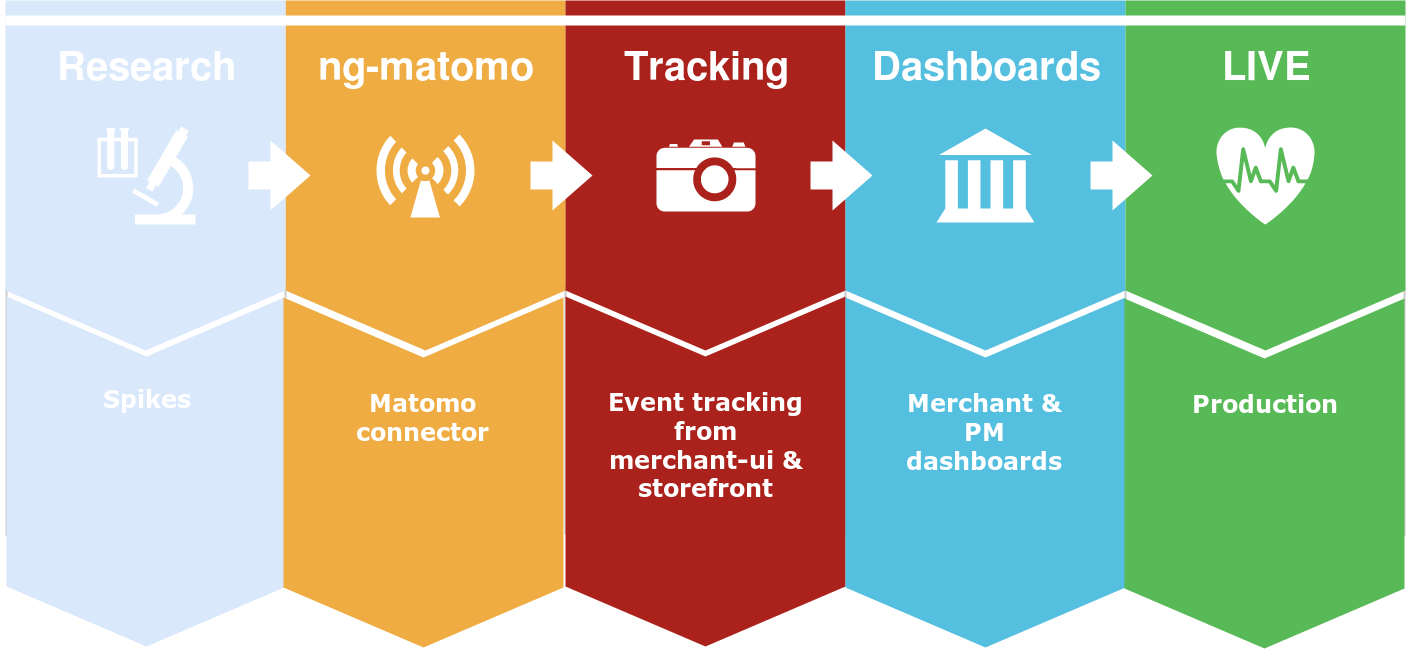 Research
ng-matomo
Tracking
Dashboards
LIVE
Spikes
Matomo
connector
Event tracking
from
merchant-ui &
storefront
Merchant &
PM
dashboards
Production